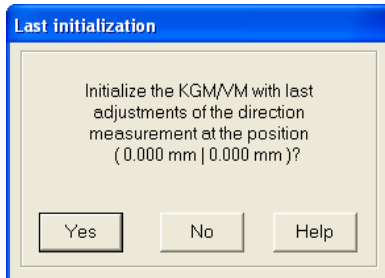 Last initialization
Initialize the KGM/VM with last
adjustments of the direction
measurement at the position
( 0.000 mm | 0.000 mm )?
Yes No Help